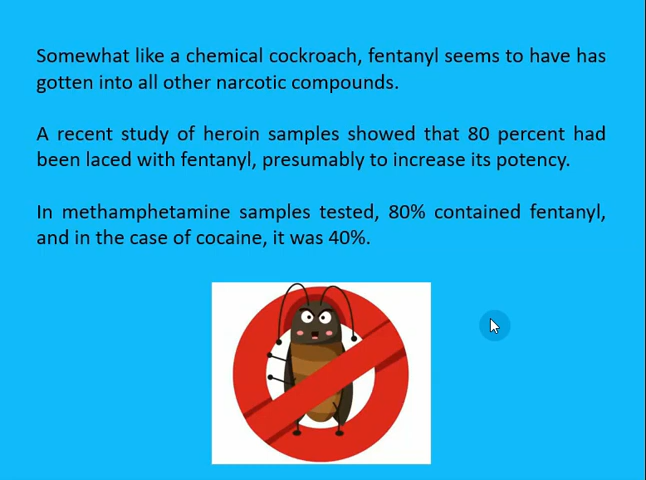 Somewhat like a chemical cockroach, fentanyl seems to have has
gotten into all other narcotic compounds.
A recent study of heroin samples showed that 80 percent had
been laced with fentanyl, presumably to increase its potency.
In methamphetamine samples tested, 80% contained fentanyl,
and in the case of cocaine, it was 40%.